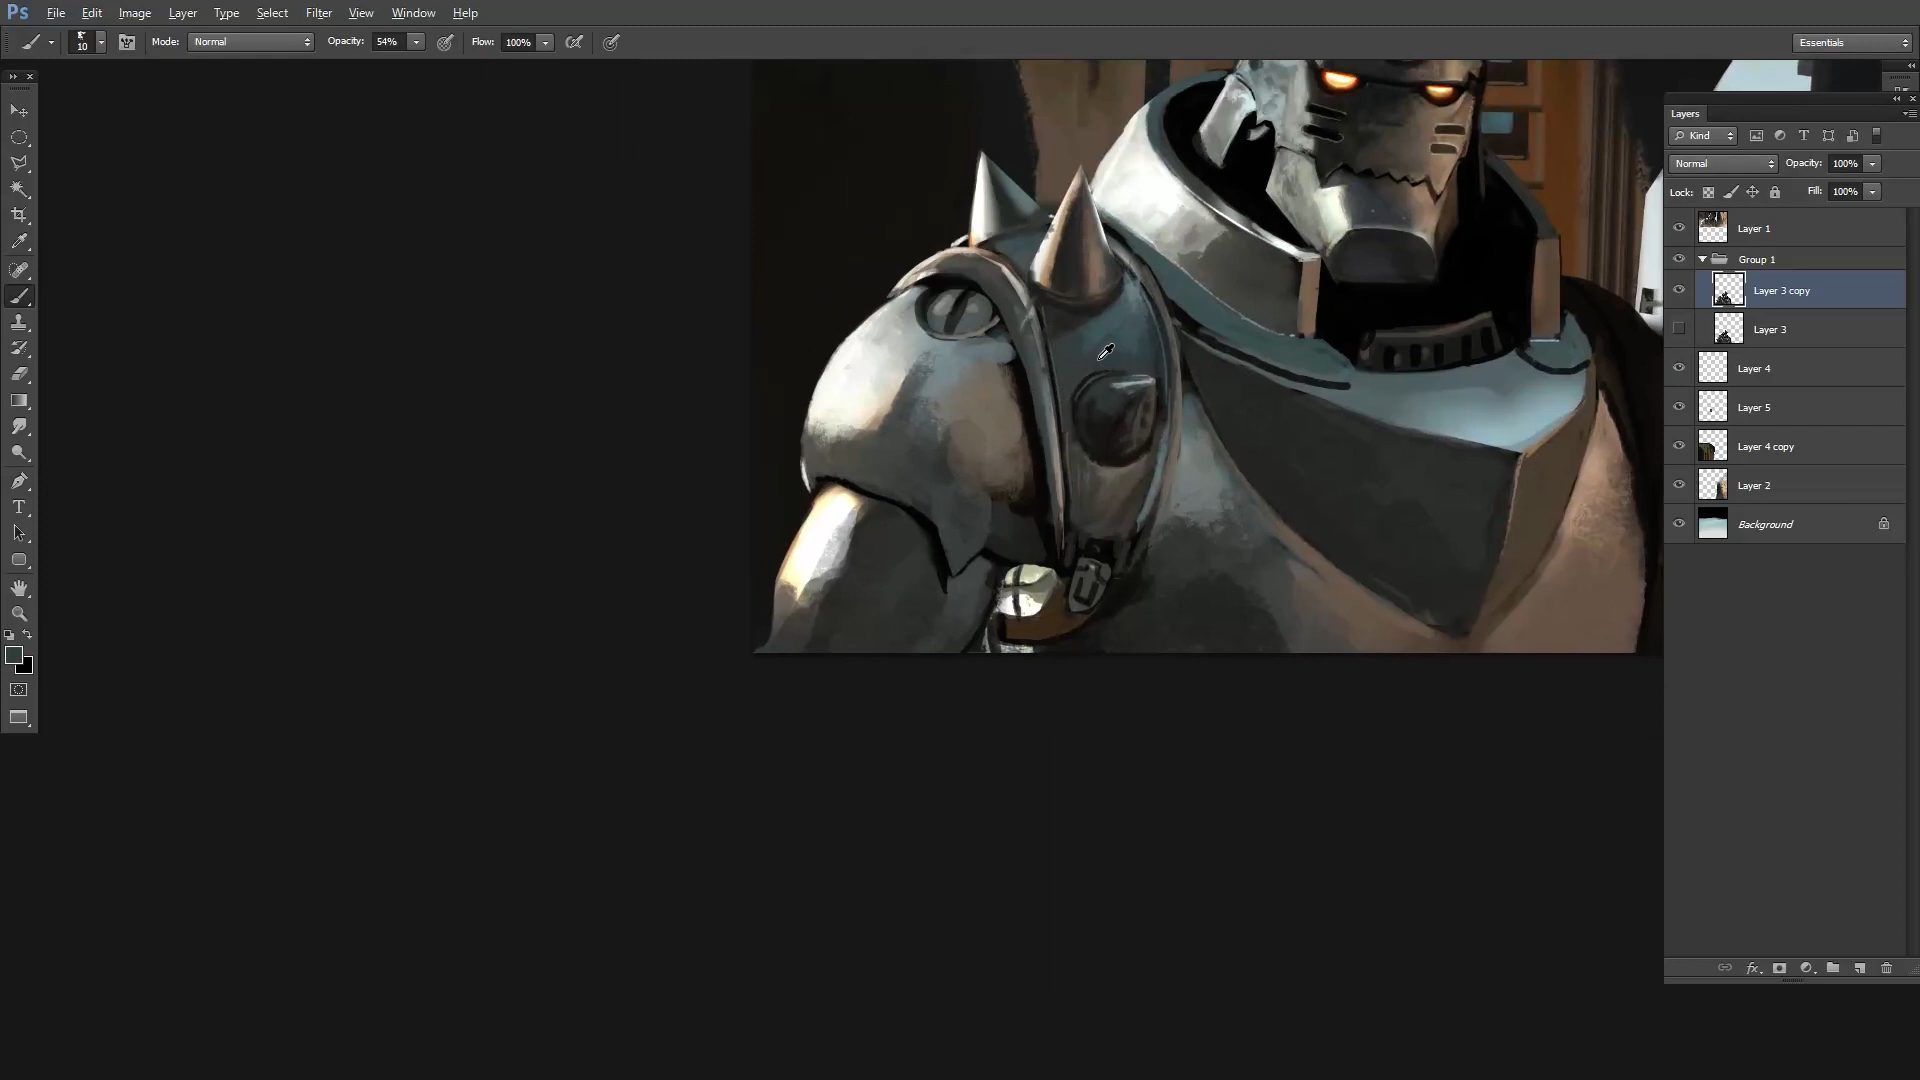 Ps File Edit Image Layer Type Select Filter View Window Help
10 Mode: Normal Opacity: 54% Flow: 100% Essentials
Layers
Kind
Normal Opacity: 100%
Lock: Fill: 100%
Layer 1
Group 1
Layer 3 copy
Layer 3
Layer 4
Layer 5
Layer 4 copy
Layer 2
Background